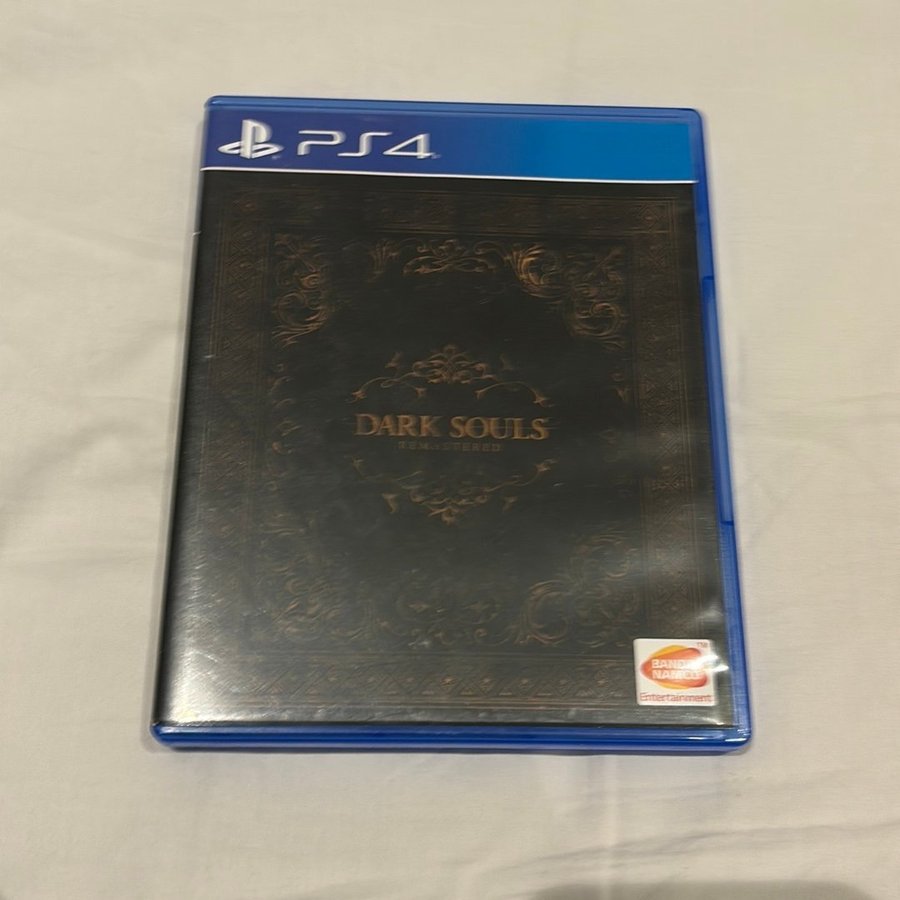 PS4
DARK SOULS
REMASTERED
BANDAI
NAMCO
Entertainment